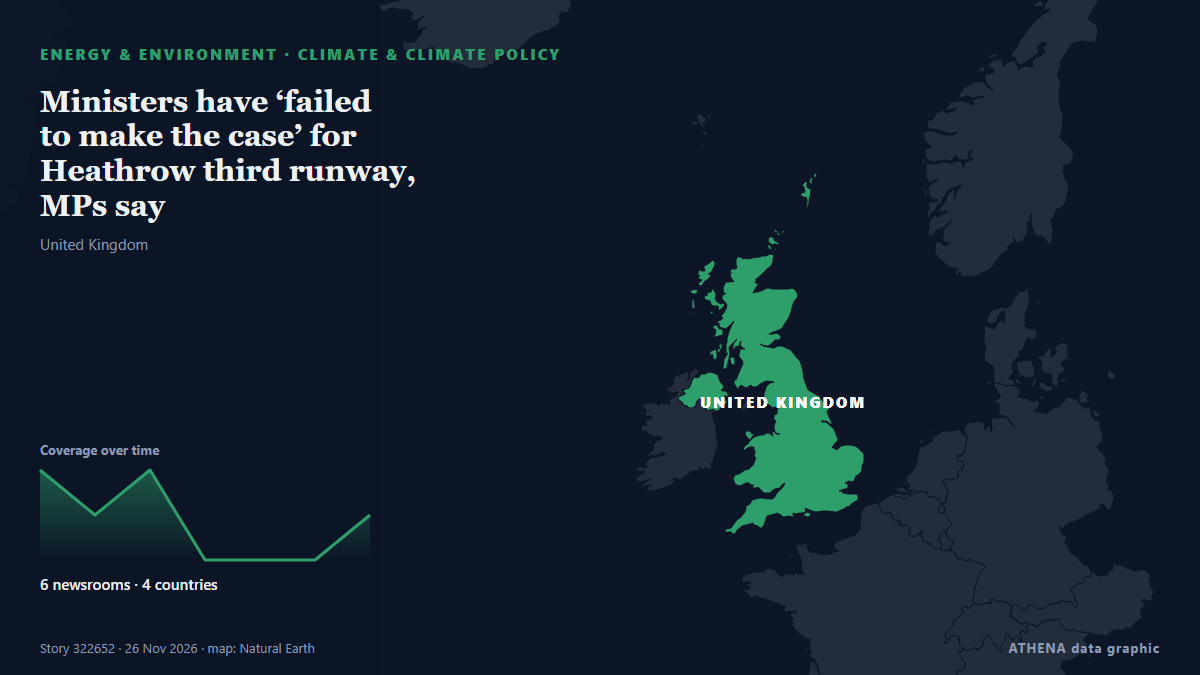 ENERGY & ENVIRONMENT · CLIMATE & CLIMATE POLICY
Ministers have ‘failed
to make the case’ for
Heathrow third runway,
MPs say
United Kingdom
UNITED KINGDOM
Coverage over time
6 newsrooms · 4 countries
Story 322652 · 26 Nov 2026 · map: Natural Earth
ATHENA data graphic